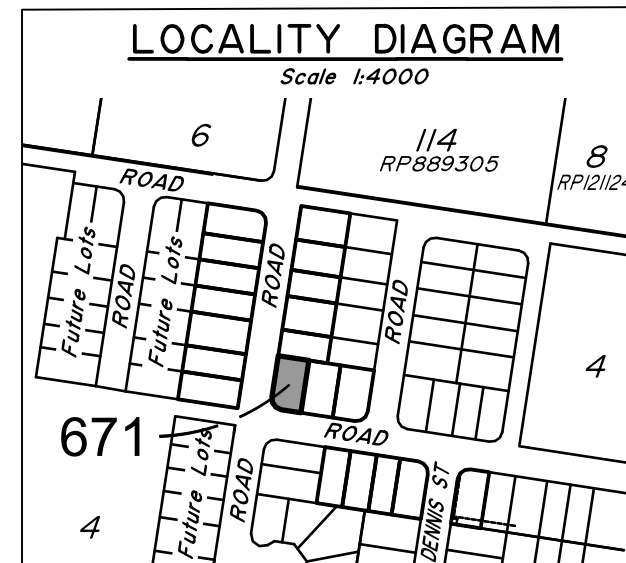 LOCALITY DIAGRAM
Scale 1:4000
6
114
RP889305
8
RP121124
ROAD
Future Lots
ROAD
Future Lots
ROAD
ROAD
4
671
ROAD
Future Lots
ROAD
DENNIS ST
4